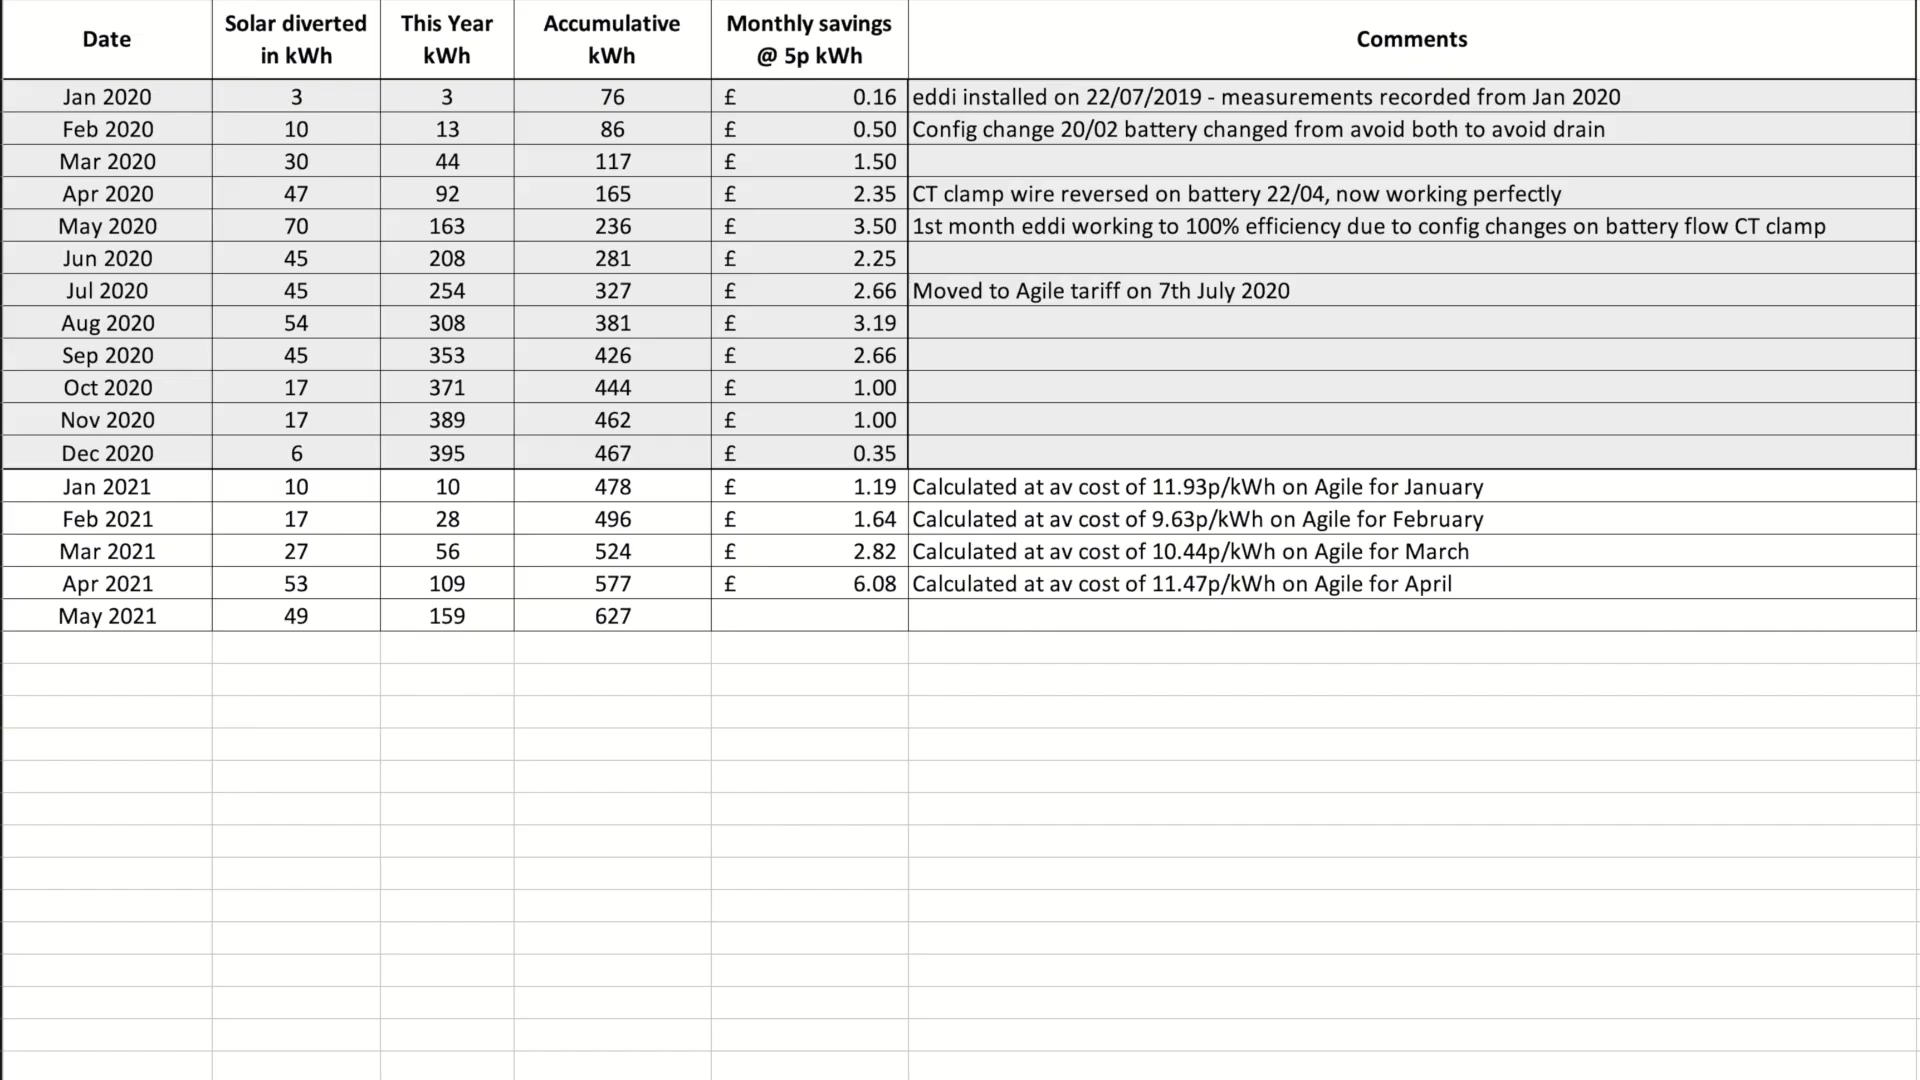 Date Solar diverted in kWh This Year kWh Accumulative kWh Monthly savings @ 5p kWh Comments
Jan 2020 3 3 76 £ 0.16 eddi installed on 22/07/2019 - measurements recorded from Jan 2020
Feb 2020 10 13 86 £ 0.50 Config change 20/02 battery changed from avoid both to avoid drain
Mar 2020 30 44 117 £ 1.50
Apr 2020 47 92 165 £ 2.35 CT clamp wire reversed on battery 22/04, now working perfectly
May 2020 70 163 236 £ 3.50 1st month eddi working to 100% efficiency due to config changes on battery flow CT clamp
Jun 2020 45 208 281 £ 2.25
Jul 2020 45 254 327 £ 2.66 Moved to Agile tariff on 7th July 2020
Aug 2020 54 308 381 £ 3.19
Sep 2020 45 353 426 £ 2.66
Oct 2020 17 371 444 £ 1.00
Nov 2020 17 389 462 £ 1.00
Dec 2020 6 395 467 £ 0.35
Jan 2021 10 10 478 £ 1.19 Calculated at av cost of 11.93p/kWh on Agile for January
Feb 2021 17 28 496 £ 1.64 Calculated at av cost of 9.63p/kWh on Agile for February
Mar 2021 27 56 524 £ 2.82 Calculated at av cost of 10.44p/kWh on Agile for March
Apr 2021 53 109 577 £ 6.08 Calculated at av cost of 11.47p/kWh on Agile for April
May 2021 49 159 627